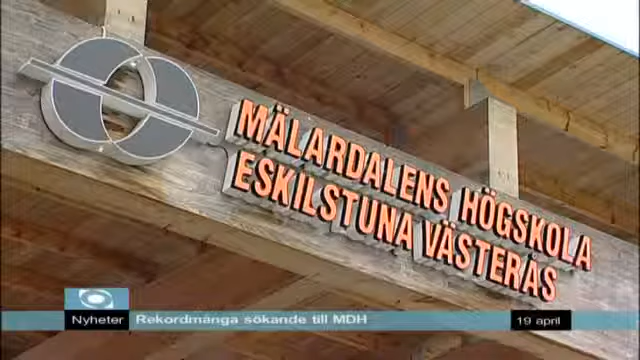 MÄLARDALENS HÖGSKOLA
ESKILSTUNA VÄSTERÅS
Nyheter Rekordmånga sökande till MDH 19 april